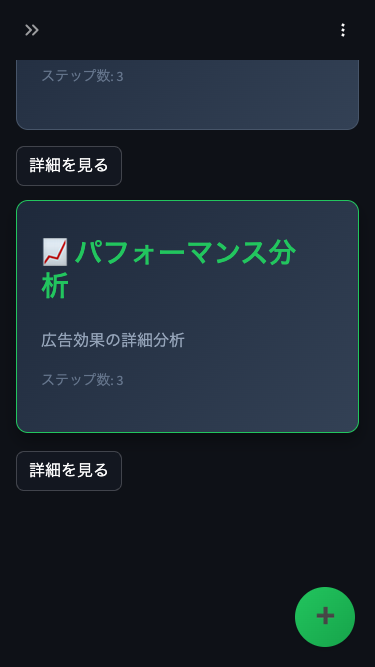 ステップ数: 3
詳細を見る
📈 パフォーマンス分
析
広告効果の詳細分析
ステップ数: 3
詳細を見る
+